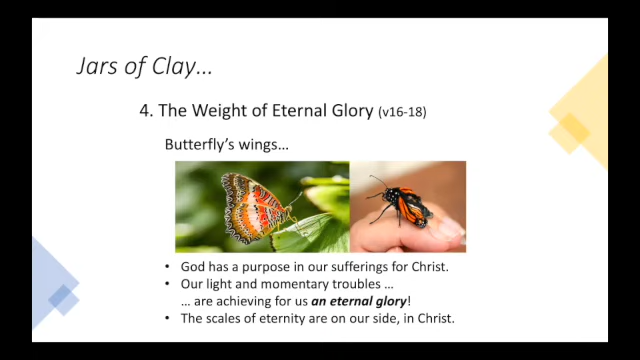 Jars of Clay...
4. The Weight of Eternal Glory (v16-18)
Butterfly's wings...
• God has a purpose in our sufferings for Christ.
• Our light and momentary troubles ...
... are achieving for us an eternal glory!
• The scales of eternity are on our side, in Christ.